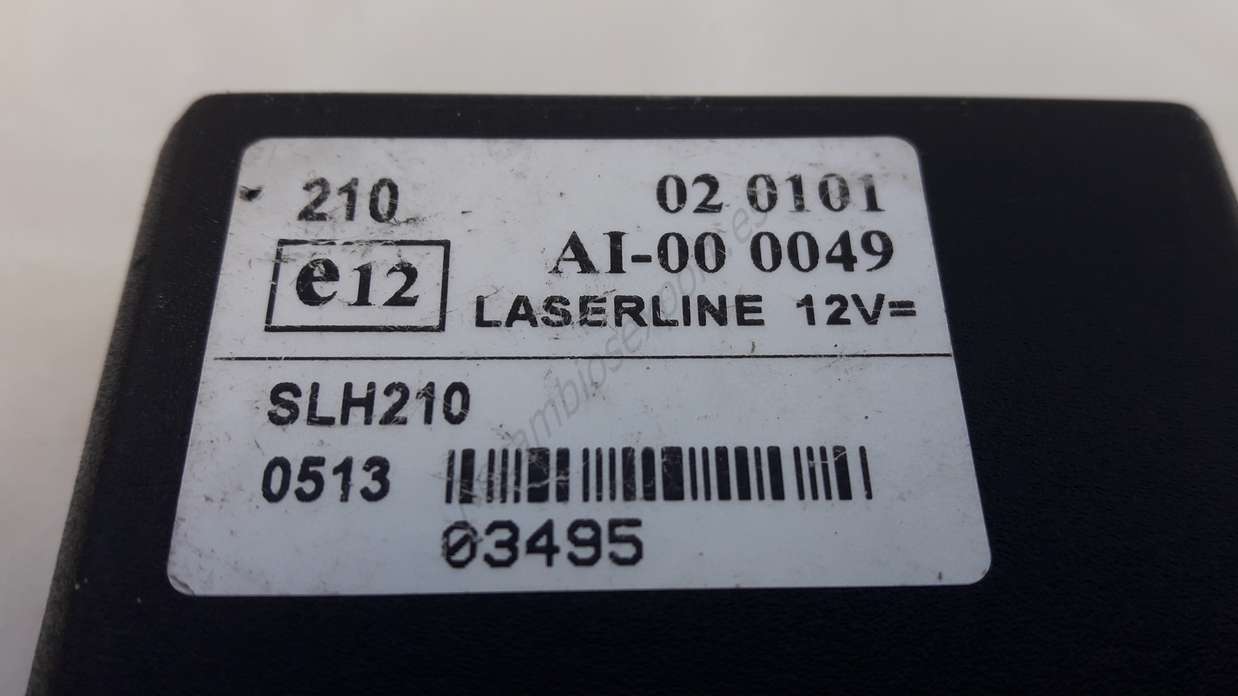 210 02 0101
e12 AI-00 0049
LASERLINE 12V=
SLH210
0513
03495